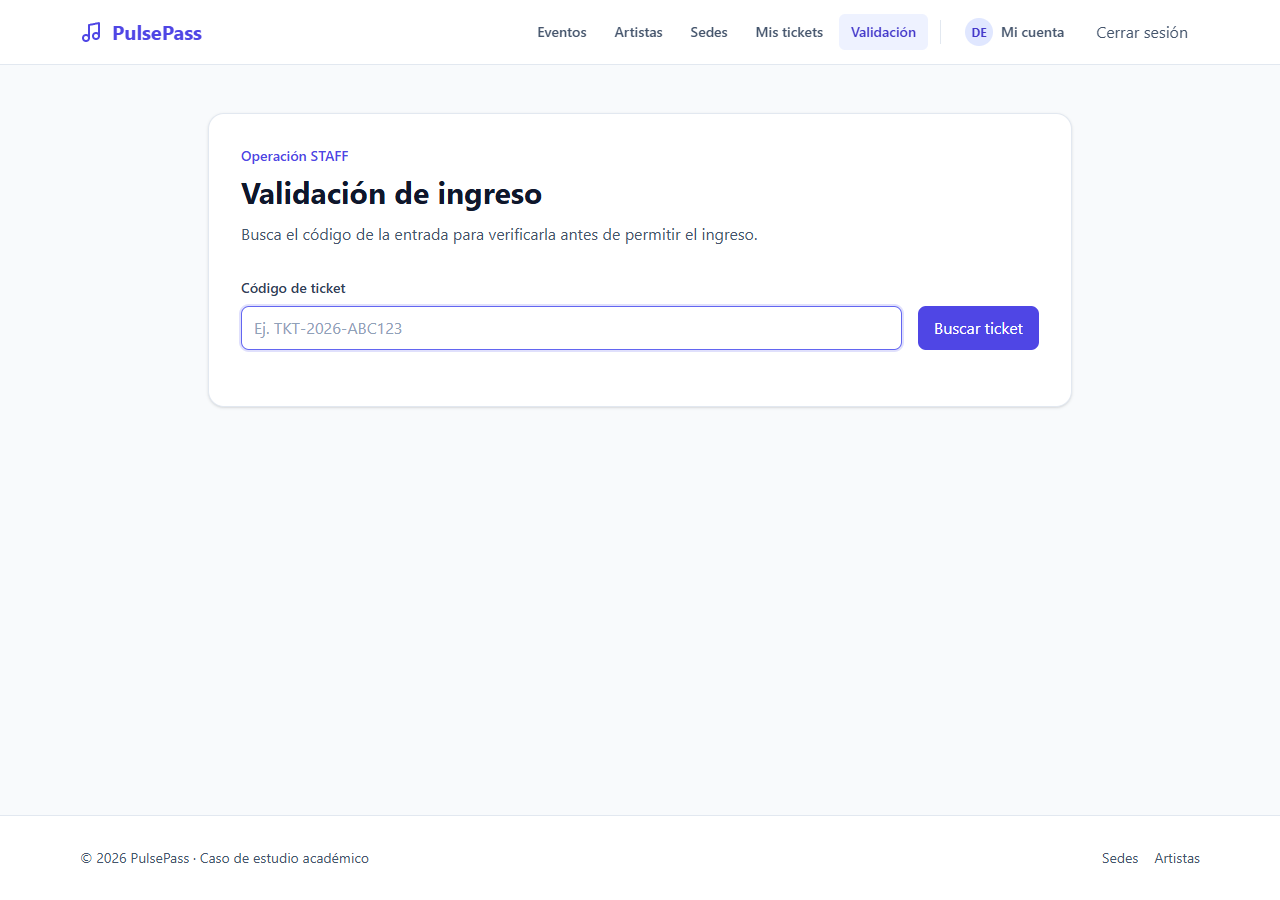 PulsePass
Eventos Artistas Sedes Mis tickets Validación DE Mi cuenta Cerrar sesión
Operación STAFF
Validación de ingreso
Busca el código de la entrada para verificarla antes de permitir el ingreso.
Código de ticket
Ej. TKT-2026-ABC123
Buscar ticket
© 2026 PulsePass · Caso de estudio académico
Sedes Artistas